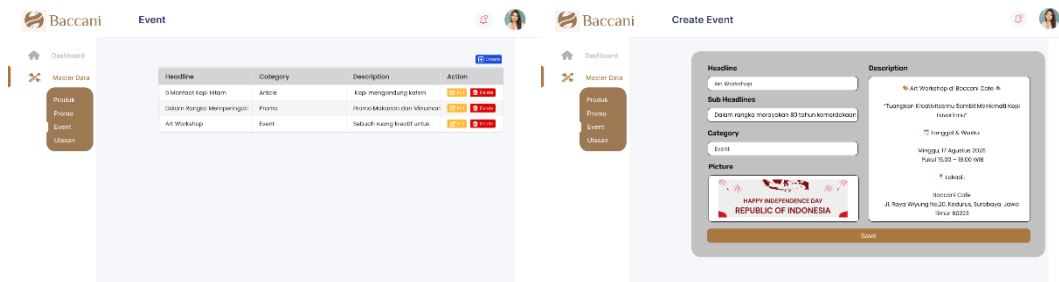 Baccani
Event
Dashboard
Master Data
Produk
Promo
Event
Ulasan
Create
Headline Category Description Action
5 Manfaat Kopi Hitam Article Kopi mengandung kafein Edit Delete
Dalam Rangka Memperingati Promo Promo Makanan dan Minuman Edit Delete
Art Workshop Event Sebuah ruang kreatif untuk Edit Delete
Baccani
Create Event
Dashboard
Master Data
Produk
Promo
Event
Ulasan
Headline
Art Workshop
Sub Headlines
Dalam rangka merayakan 80 tahun kemerdekaan
Category
Event
Picture
HAPPY INDEPENDENCE DAY
REPUBLIC OF INDONESIA
Description
Art Workshop di Baccani Cafe
"Tuangkan Kreativitasmu Sambil Menikmati Kopi
Favoritmu"
Tanggal & Waktu:
Minggu, 17 Agustus 2025
Pukul 15.00 - 18.00 WIB
Lokasi:
Baccani Cafe
Jl. Raya Wiyung No.20, Kedurus, Surabaya, Jawa
Timur 60223
Save